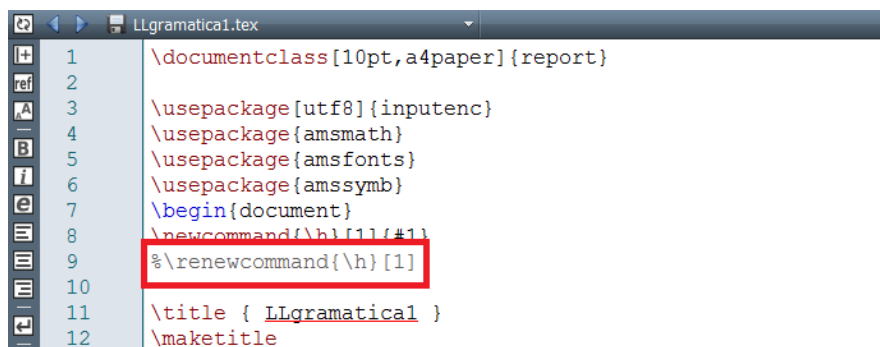 LLgramatica1.tex
1 \documentclass[10pt,a4paper]{report}
2
ref
3 \usepackage[utf8]{inputenc}
A
4 \usepackage{amsmath}
B
5 \usepackage{amsfonts}
i
6 \usepackage{amssymb}
e
7 \begin{document}
8 \newcommand{\h}[1]{#1}
9 %\renewcommand{\h}[1]
10
11 \title { LLgramatica1 }
12 \maketitle